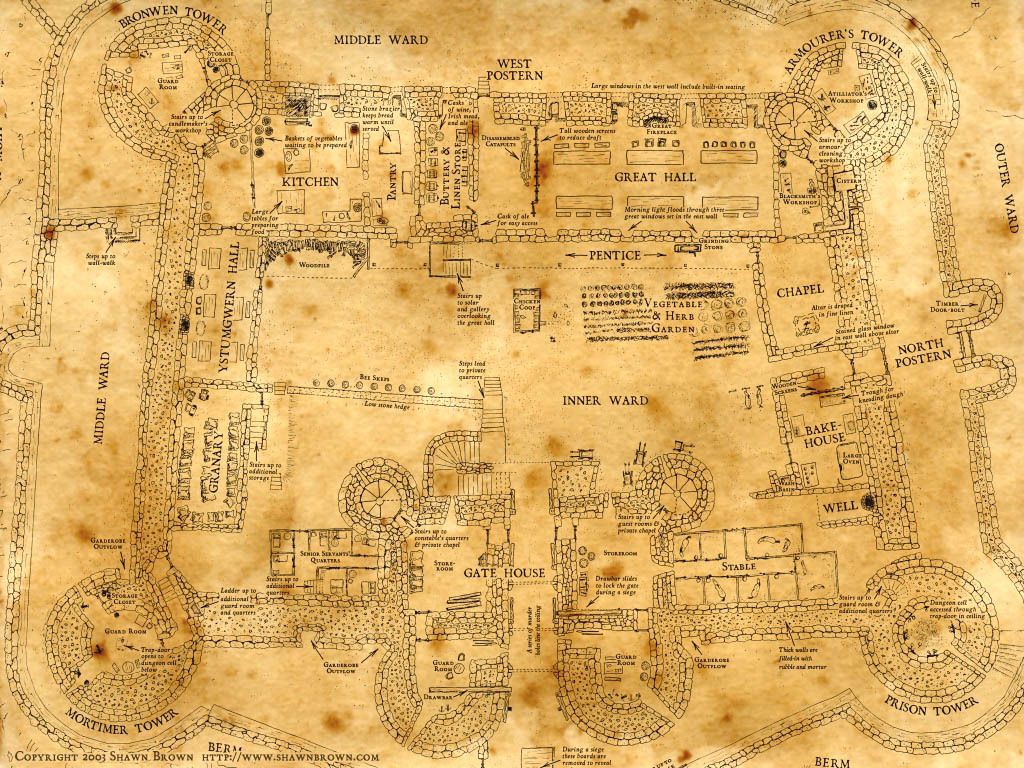 BRONWEN TOWER
MIDDLE WARD
WEST
POSTERN
ARMOURER'S TOWER
STORAGE
CLOSET
GUARD
ROOM
Stairs up to
candlemaker's
workshop
Large windows in the west wall include built-in seating
ATILLIATOR'S
WORKSHOP
Stairs up to
armour
cleaning
workshop
Stone brazier
keeps bread
warm until
served
Casks
of wine,
Irish mead,
and ale
Baskets of vegetables
waiting to be prepared
KITCHEN
PANTRY
BUTTERY &
LINEN STORE
DISASSEMBLED
CATAPULTS
Tall wooden screens
to reduce draft
GREAT
FIREPLACE
GREAT HALL
Morning light floods through three
great windows set in the east wall
CISTERN
BLACKSMITH'S
WORKSHOP
OUTER WARD
Large
tables for
preparing
food
Cask of ale
for easy access
Steps up to
wall-walk
YSTUMGWERN HALL
WOODPILE
PENTICE
GRINDING
STONE
Stairs up
to solar
and gallery
overlooking
the great hall
CHICKEN
COOP
VEGETABLE
& HERB
GARDEN
CHAPEL
Altar is draped
in fine linen
Stained glass window
in east wall above altar
TIMBER
DOOR-BOLT
NORTH
POSTERN
MIDDLE WARD
BEE SKEPS
Low stone hedge
Steps lead
to private
quarters
INNER WARD
WOODEN
SCREENS
Trough for
kneading dough
BAKE-
HOUSE
LARGE
OVEN
WASH
BASIN
WELL
GRANARY
Stairs up to
additional
storage
Stairs up to
constable's quarters
& private chapel
Stairs up to
guest rooms &
private chapel
GARDEROBE
OUTFLOW
SENIOR SERVANTS'
QUARTERS
Stairs up to
additional
quarters
STORE-
ROOM
GATE HOUSE
STOREROOM
Drawbar slides
to lock the gate
during a siege
STABLE
STORAGE
CLOSET
GUARD ROOM
Trap-door
opens to
dungeon cell
below
Ladder up to
additional
guard room
and quarters
A series of murder
holes line the ceiling
Stairs up to
guard room &
additional quarters
Dungeon cell
accessed through
trap-door in ceiling
GARDEROBE
OUTFLOW
GUARD
ROOM
DRAWBAR
GUARD
ROOM
GARDEROBE
OUTFLOW
Thick walls are
filled-in with
rubble and mortar
MORTIMER TOWER
PRISON TOWER
BERM
COPYRIGHT 2003 SHAWN BROWN HTTP://WWW.SHAWNBROWN.COM
During a siege
these boards are
removed to reveal
BERM